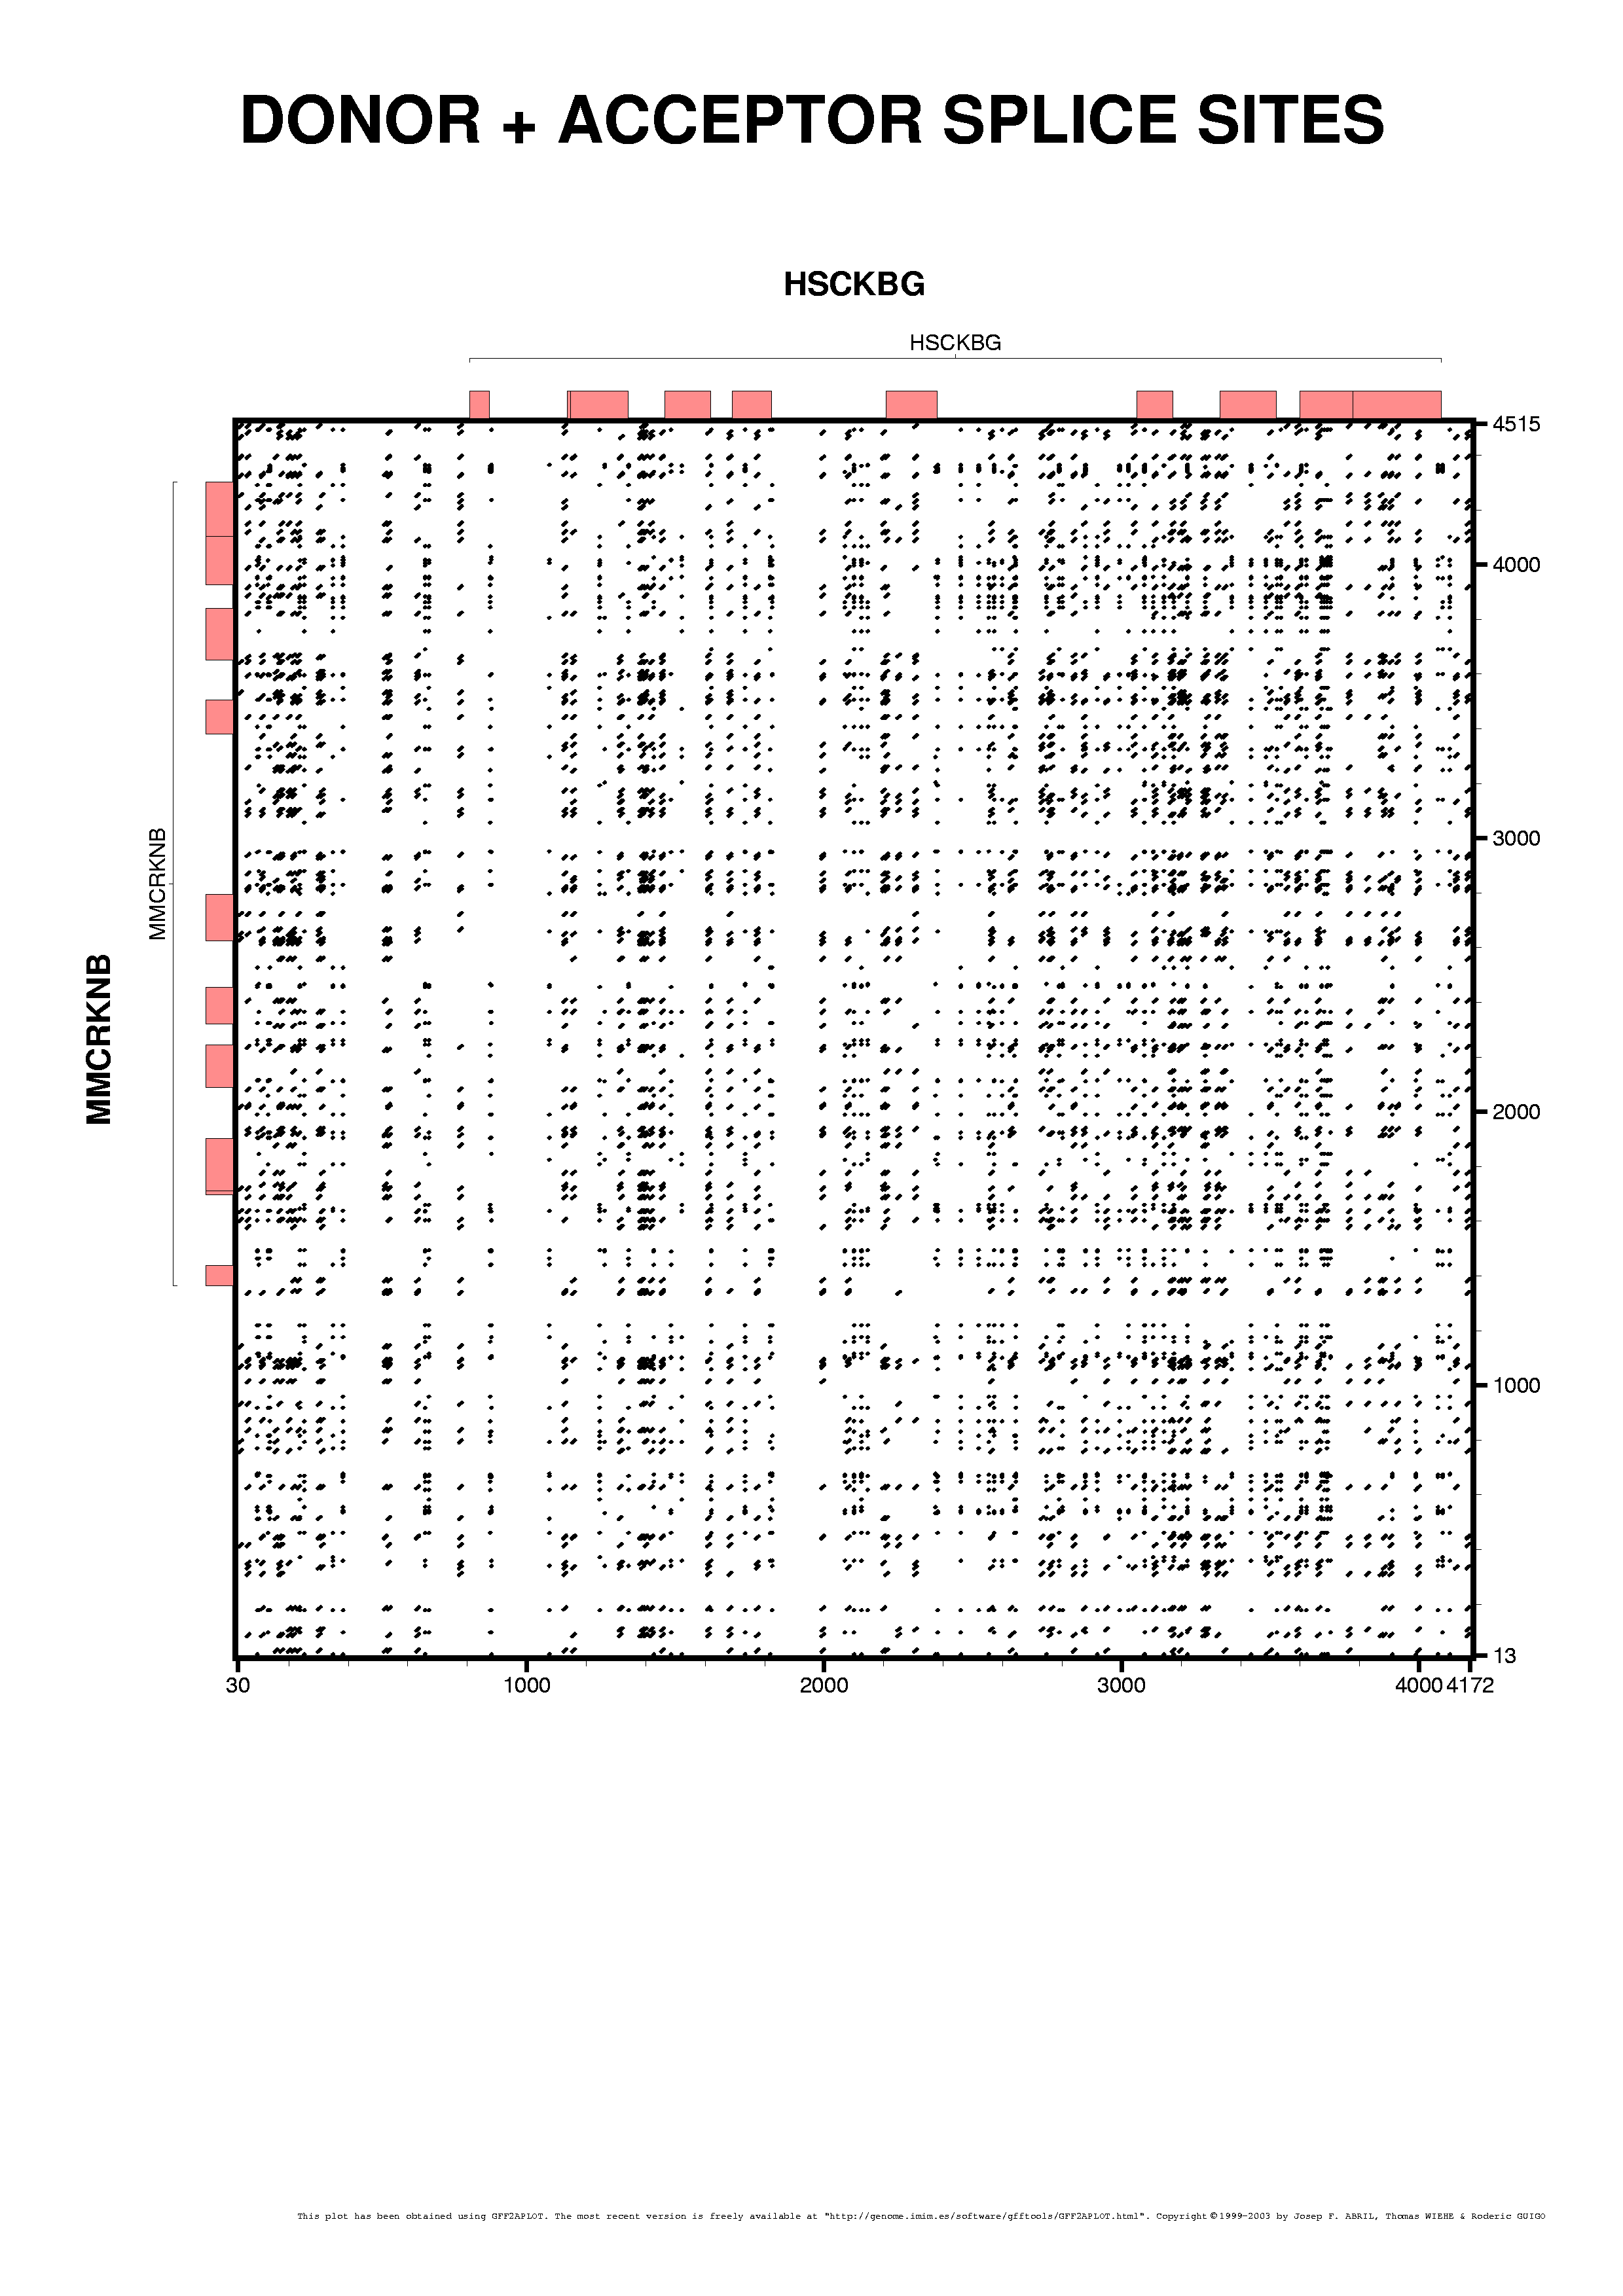 DONOR + ACCEPTOR SPLICE SITES
HSCKBG
HSCKBG
MMCRKNB
MMCRKNB
4515
4000
3000
2000
1000
13
30 1000 2000 3000 4000 4172
This plot has been obtained using GFF2APLOT. The most recent version is freely available at "http://genome.imim.es/software/gfftools/GFF2APLOT.html". Copyright ©1999-2003 by Josep F. ABRIL, Thomas WIEHE & Roderic GUIGO